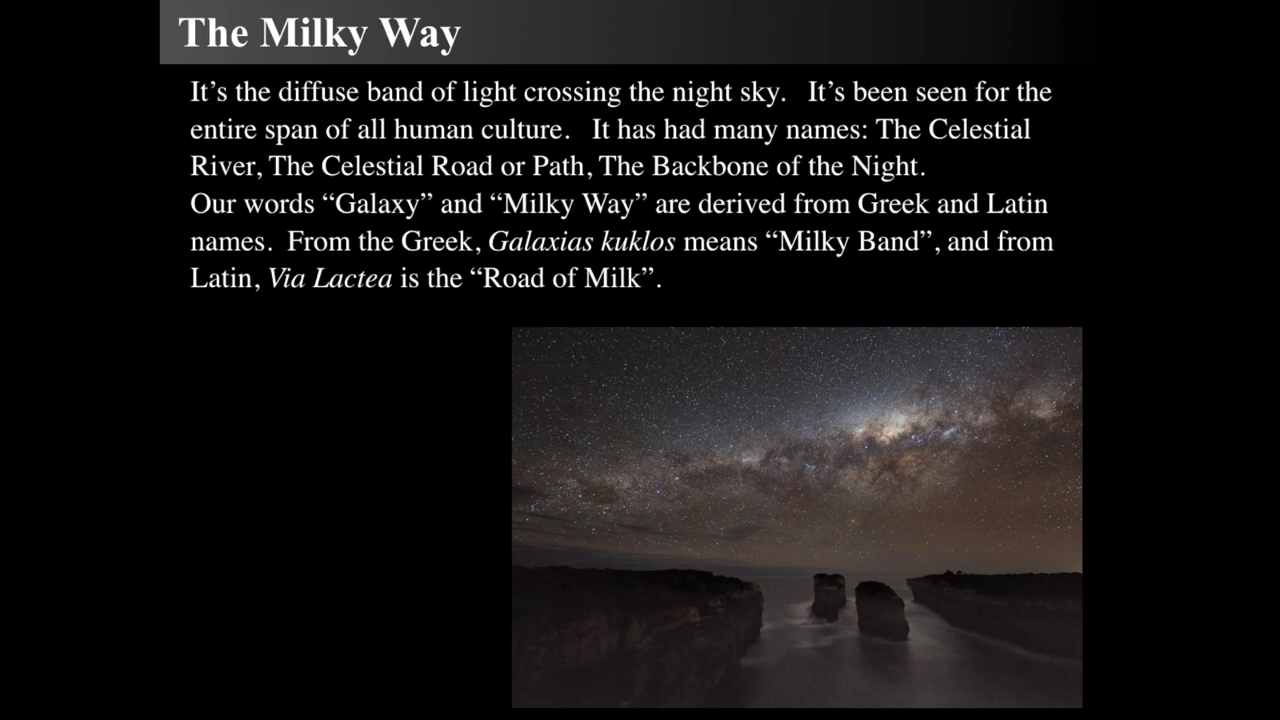 The Milky Way
It’s the diffuse band of light crossing the night sky.   It’s been seen for the
entire span of all human culture.   It has had many names: The Celestial
River, The Celestial Road or Path, The Backbone of the Night.
Our words “Galaxy” and “Milky Way” are derived from Greek and Latin
names.  From the Greek, Galaxias kuklos means “Milky Band”, and from
Latin, Via Lactea is the “Road of Milk”.